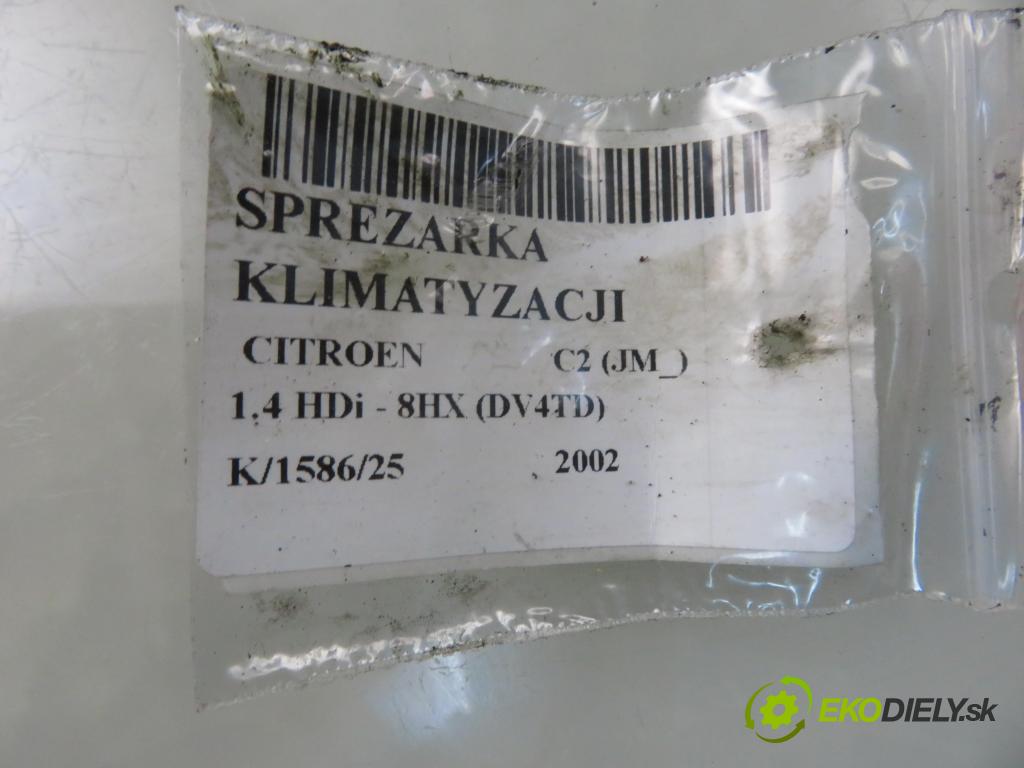 SPREZARKA
KLIMATYZACJI
CITROEN C2 (JM_)
1.4 HDi - 8HX (DV4TD)
K/1586/25 2002
EKODIELY.sk